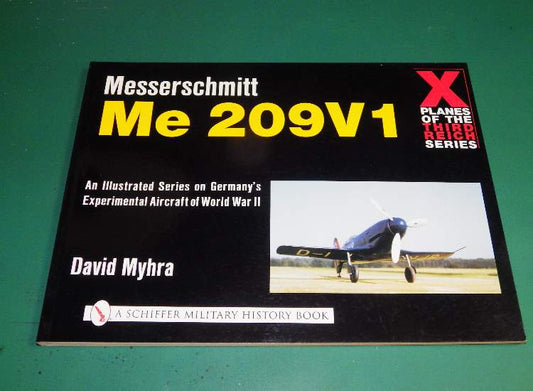 Messerschmitt
Me 209V1
X
PLANES
OF THE
THIRD
REICH
SERIES
An Illustrated Series on Germany's
Experimental Aircraft of World War II
D-I
David Myhra
A SCHIFFER MILITARY HISTORY BOOK